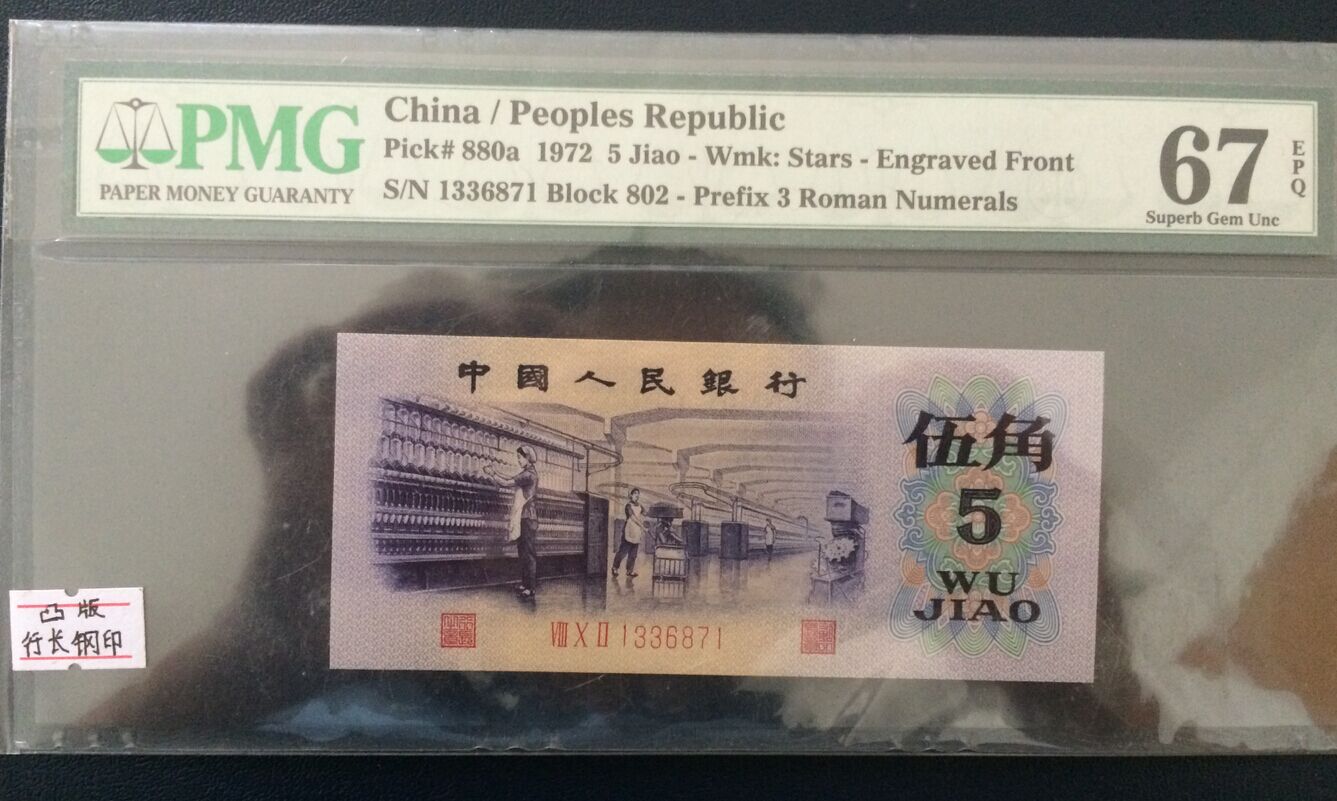 PMG
PAPER MONEY GUARANTY
China / Peoples Republic
Pick# 880a 1972 5 Jiao - Wmk: Stars - Engraved Front
S/N 1336871 Block 802 - Prefix 3 Roman Numerals
67
EPQ
Superb Gem Unc
中國人民銀行
伍角
5
WU
JIAO
VIII X II 1336871
凸版
行长钢印